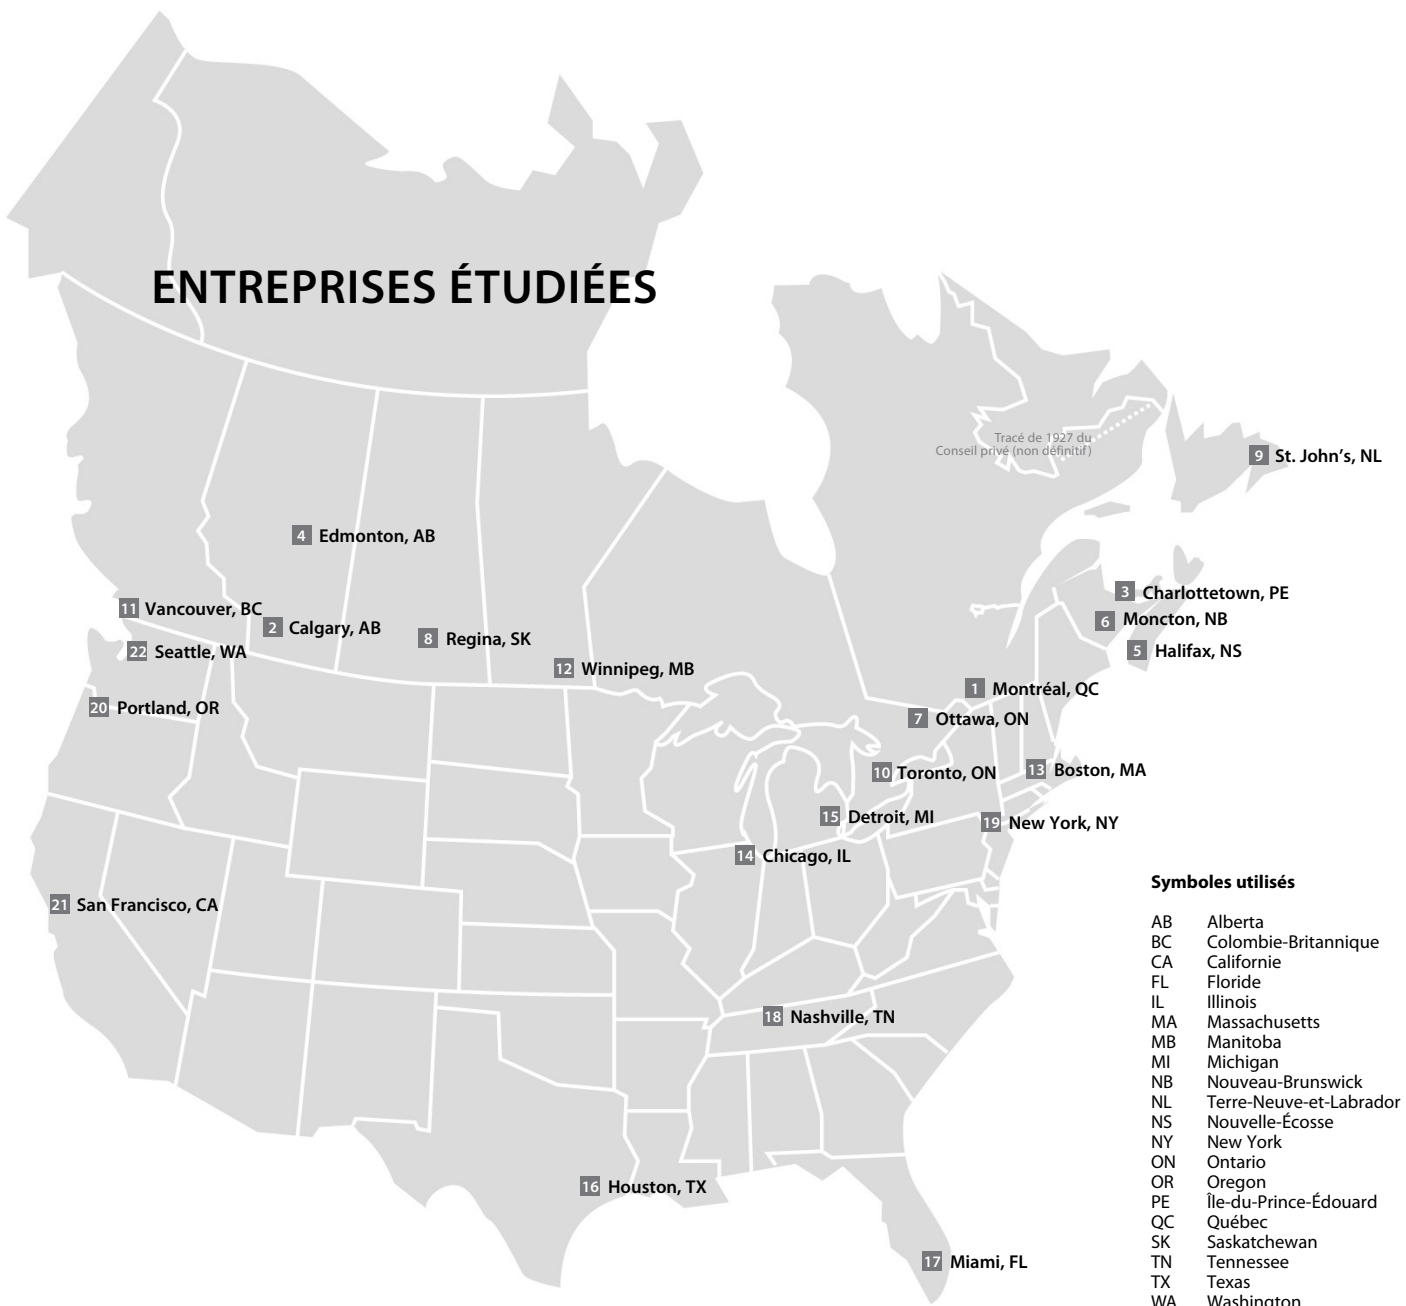 ENTREPRISES ÉTUDIÉES
Tracé de 1927 du
Conseil privé (non définitif)
9 St. John’s, NL
4 Edmonton, AB
3 Charlottetown, PE
11 Vancouver, BC
6 Moncton, NB
2 Calgary, AB
8 Regina, SK
5 Halifax, NS
22 Seattle, WA
12 Winnipeg, MB
1 Montréal, QC
20 Portland, OR
7 Ottawa, ON
10 Toronto, ON
13 Boston, MA
15 Detroit, MI
19 New York, NY
14 Chicago, IL
21 San Francisco, CA
18 Nashville, TN
16 Houston, TX
17 Miami, FL
Symboles utilisés
AB Alberta
BC Colombie-Britannique
CA Californie
FL Floride
IL Illinois
MA Massachusetts
MB Manitoba
MI Michigan
NB Nouveau-Brunswick
NL Terre-Neuve-et-Labrador
NS Nouvelle-Écosse
NY New York
ON Ontario
OR Oregon
PE Île-du-Prince-Édouard
QC Québec
SK Saskatchewan
TN Tennessee
TX Texas
WA Washington